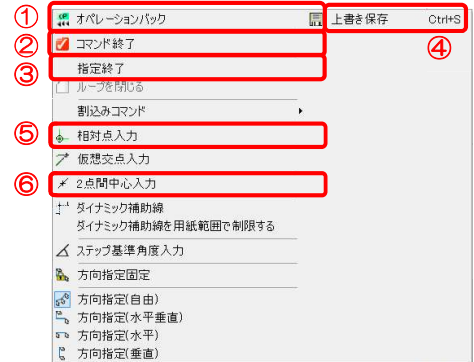 ① オペレーションパック 上書き保存 Ctrl+S
② コマンド終了 ④
③ 指定終了
ループを閉じる
割込みコマンド
⑤ 相対点入力
仮想交点入力
⑥ 2点間中心入力
ダイナミック補助線
ダイナミック補助線を用紙範囲で制限する
ステップ基準角度入力
方向指定固定
方向指定(自由)
方向指定(水平垂直)
方向指定(水平)
方向指定(垂直)